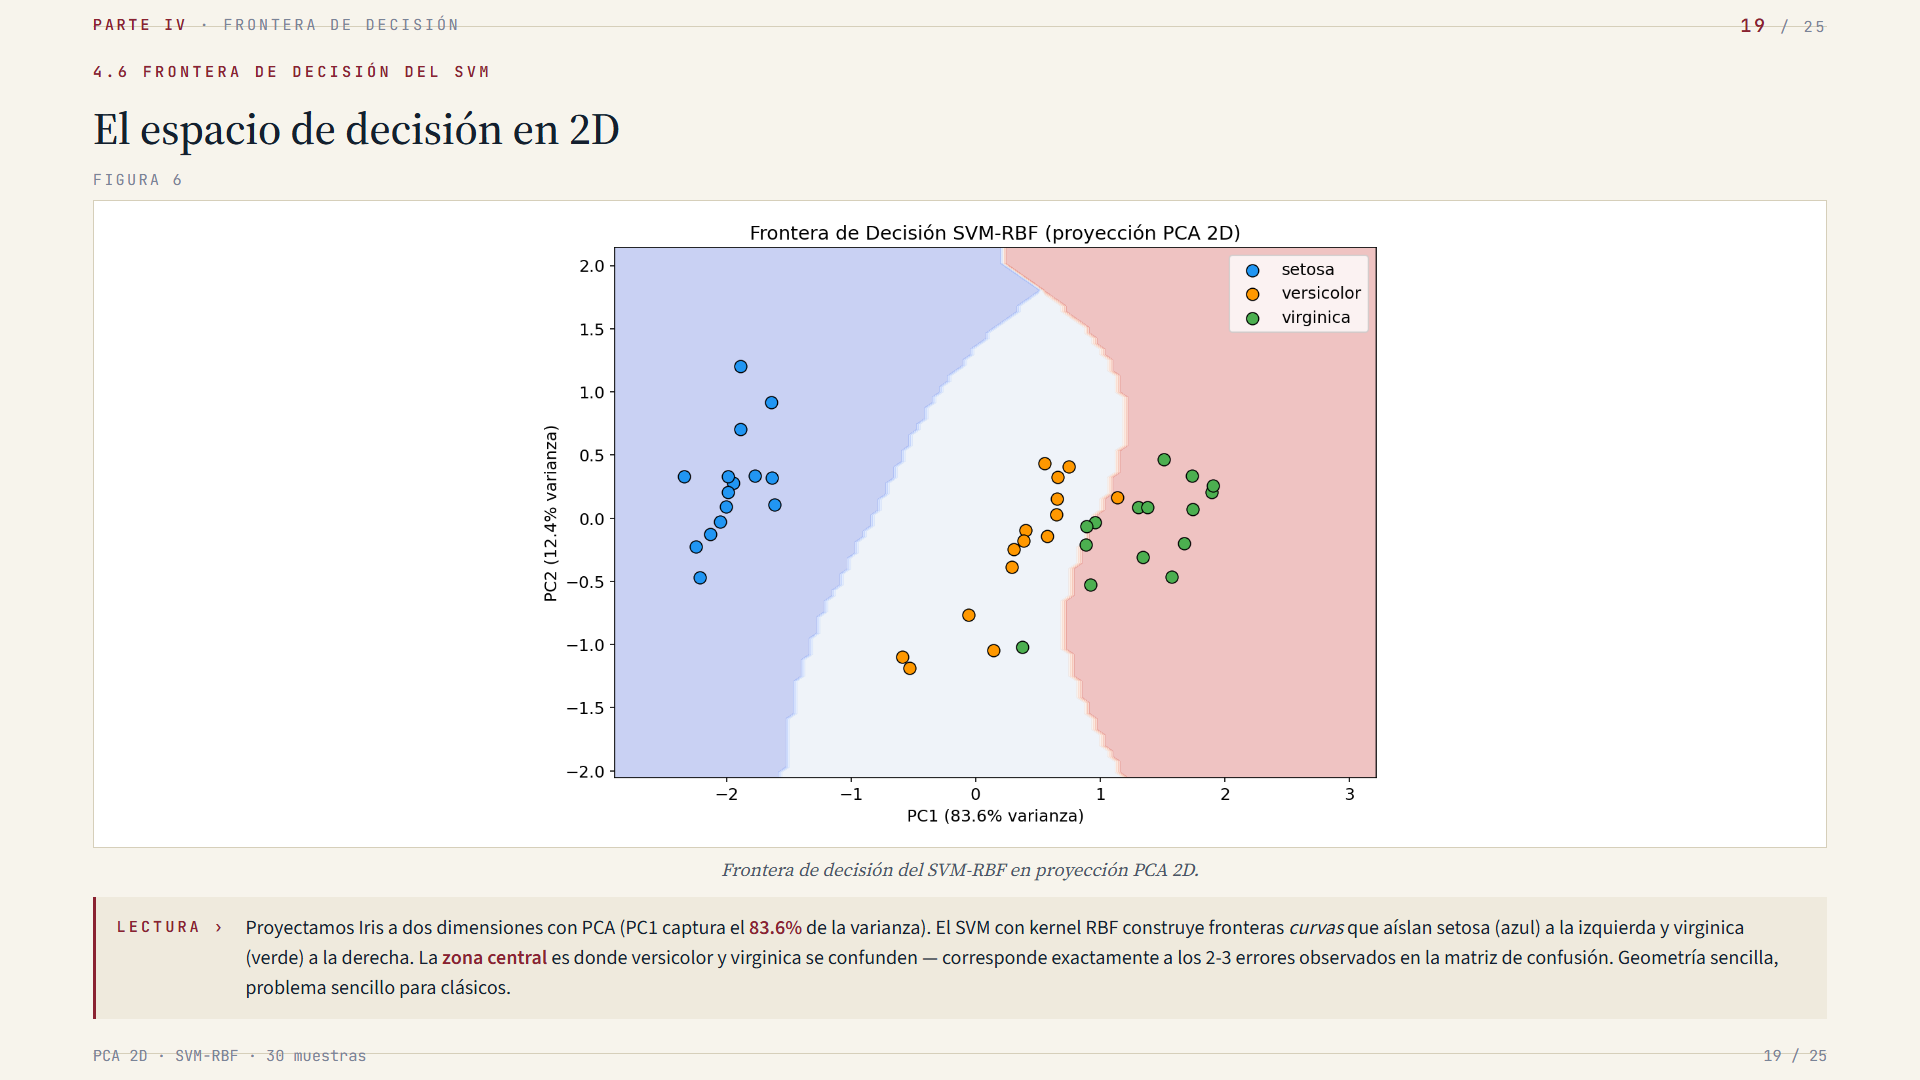 PARTE IV · FRONTERA DE DECISIÓN
19 / 25
4.6 FRONTERA DE DECISIÓN DEL SVM
El espacio de decisión en 2D
FIGURA 6
Frontera de Decisión SVM-RBF (proyección PCA 2D)
setosa
versicolor
virginica
2.0
1.5
1.0
0.5
0.0
−0.5
−1.0
−1.5
−2.0
PC2 (12.4% varianza)
−2
−1
0
1
2
3
PC1 (83.6% varianza)
Frontera de decisión del SVM-RBF en proyección PCA 2D.
LECTURA ›
Proyectamos Iris a dos dimensiones con PCA (PC1 captura el 83.6% de la varianza). El SVM con kernel RBF construye fronteras curvas que aíslan setosa (azul) a la izquierda y virginica
(verde) a la derecha. La zona central es donde versicolor y virginica se confunden — corresponde exactamente a los 2-3 errores observados en la matriz de confusión. Geometría sencilla,
problema sencillo para clásicos.
PCA 2D · SVM-RBF · 30 muestras
19 / 25